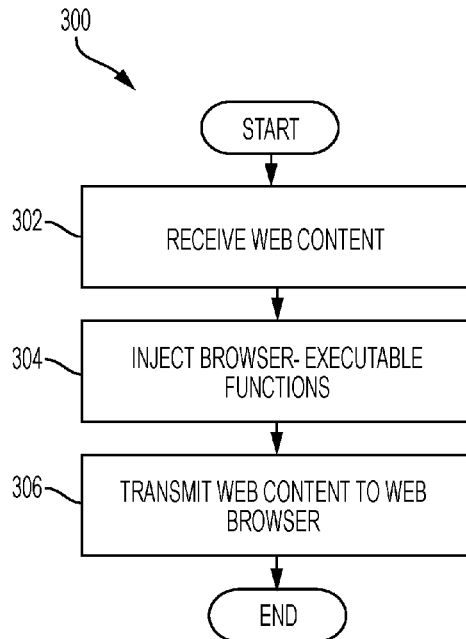 300
START
302
RECEIVE WEB CONTENT
304
INJECT BROWSER- EXECUTABLE
FUNCTIONS
306
TRANSMIT WEB CONTENT TO WEB
BROWSER
END